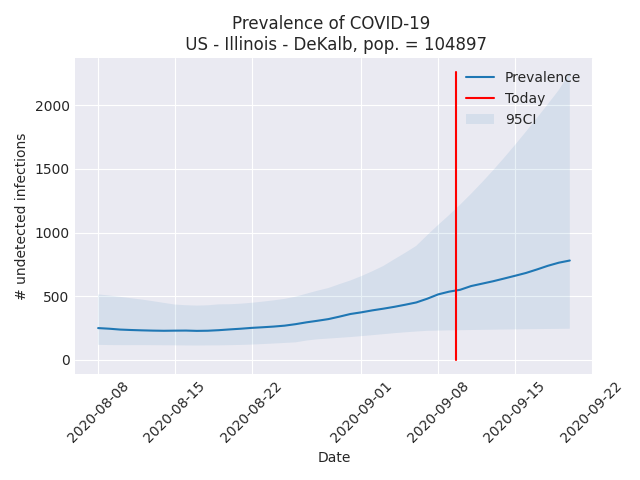 Prevalence of COVID-19
US - Illinois - DeKalb, pop. = 104897
Prevalence
Today
95CI
# undetected infections
2000
1500
1000
500
0
2020-08-08
2020-08-15
2020-08-22
2020-09-01
2020-09-08
2020-09-15
2020-09-22
Date